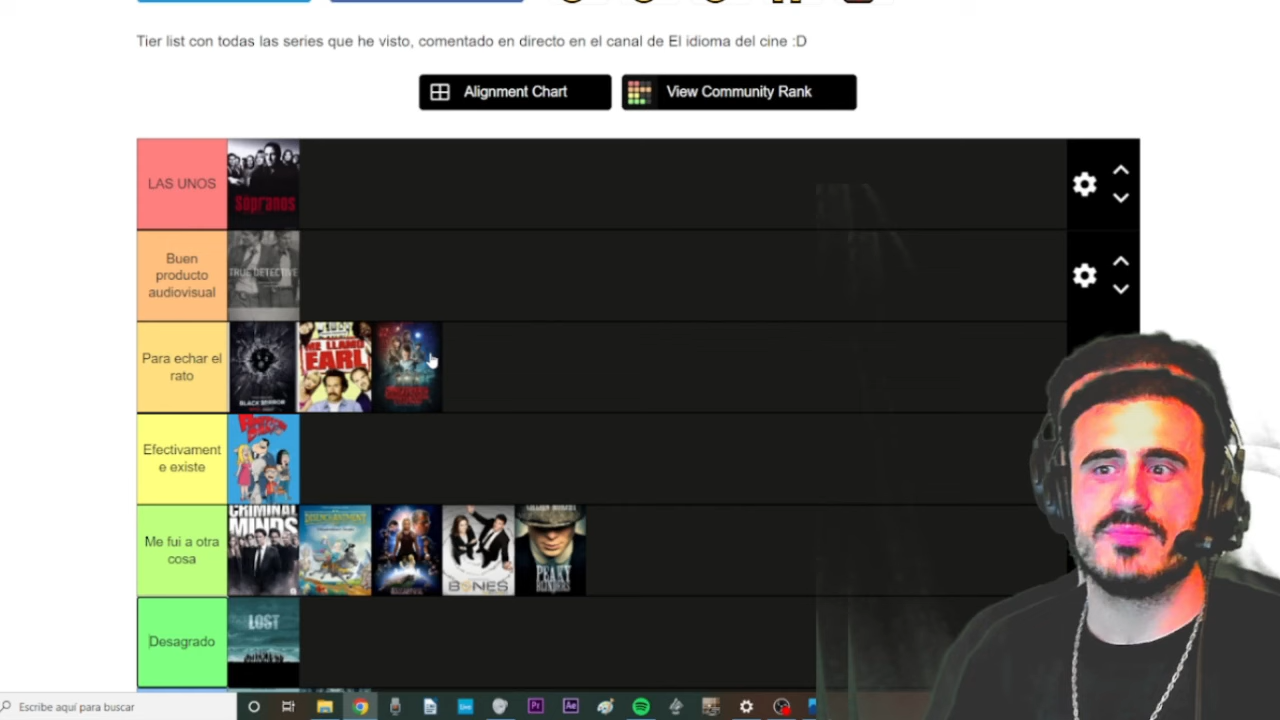 Tier list con todas las series que he visto, comentado en directo en el canal de El idioma del cine :D
Alignment Chart
View Community Rank
LAS UNOS
Sopranos
Buen
producto
audiovisual
TRUE DETECTIVE
Para echar el
rato
BLACK MIRROR
ME LLAMO
EARL
STRANGER THINGS
Efectivament
e existe
Me fui a otra
cosa
CRIMINAL
MINDS
DISENCHANTMENT
BONES
PEAKY
BLINDERS
Desagrado
LOST
Escribe aquí para buscar